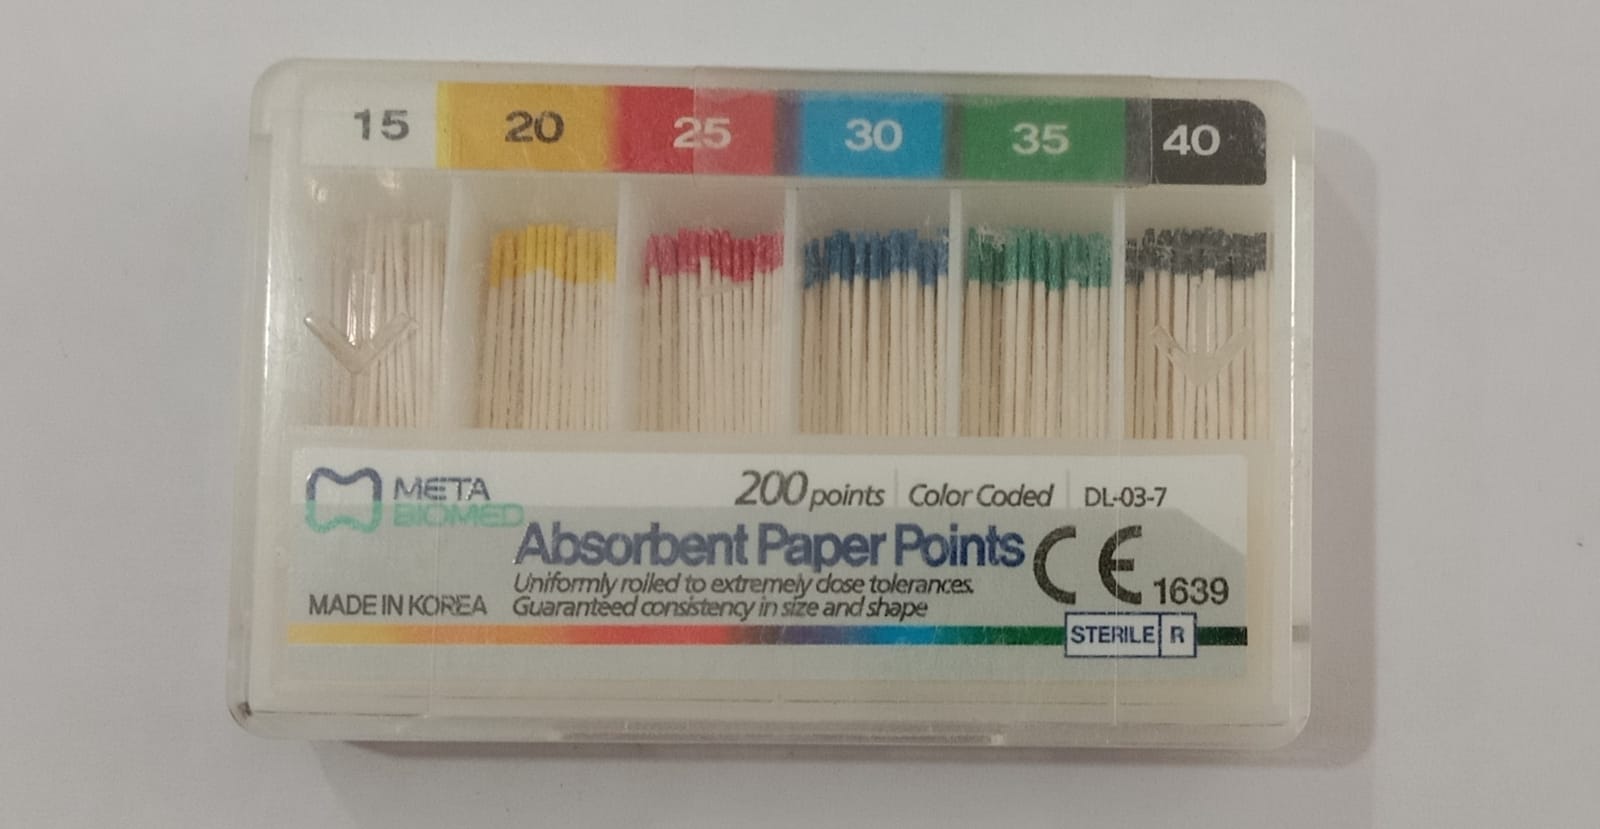 15 20 25 30 35 40
META
BIOMED
200 points Color Coded DL-03-7
Absorbent Paper Points
Uniformly rolled to extremely close tolerances.
MADE IN KOREA Guaranteed consistency in size and shape
CE 1639
STERILE R